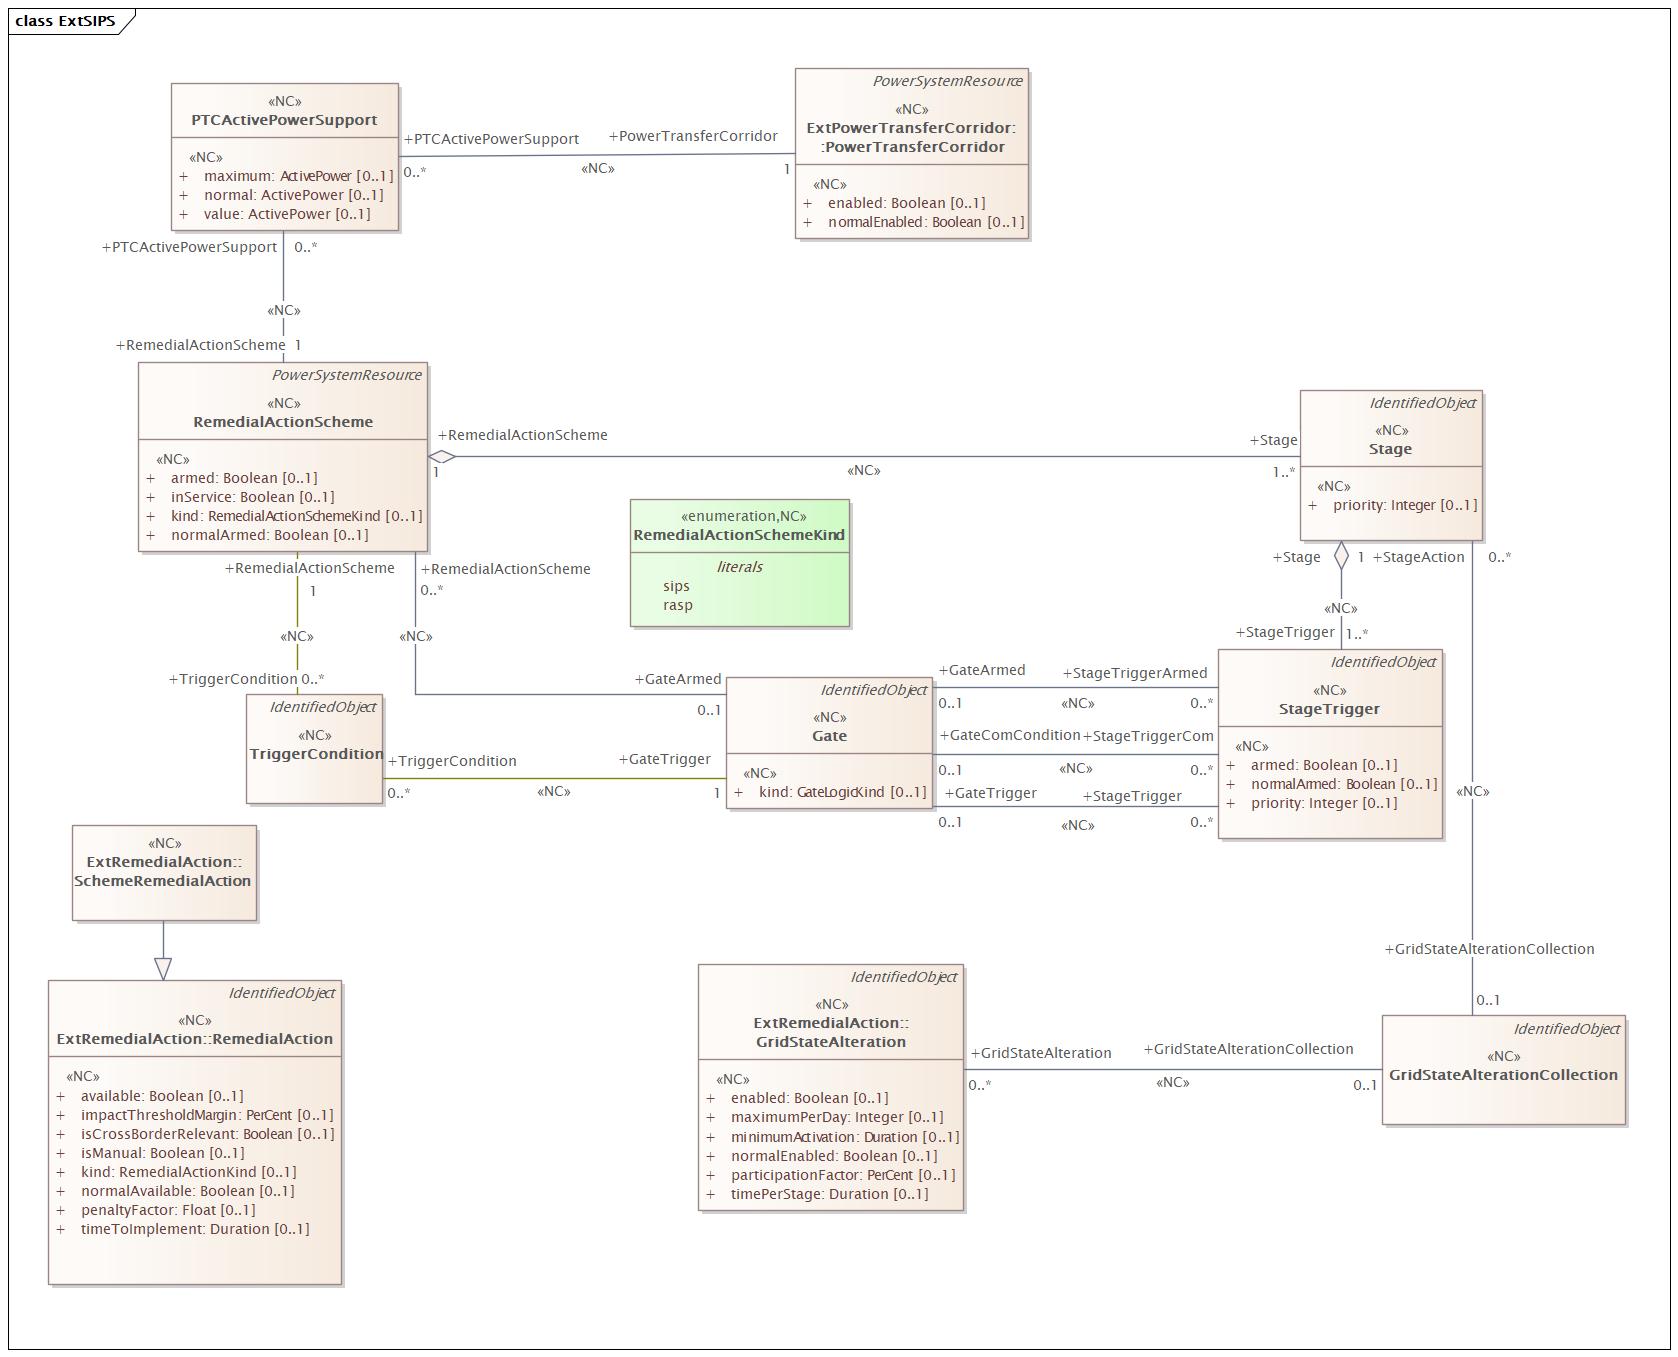 class ExtSIPS
«NC»
PTCActivePowerSupport
«NC»
+ maximum: ActivePower [0..1]
+ normal: ActivePower [0..1]
+ value: ActivePower [0..1]
+PTCActivePowerSupport
0..*
«NC»
+PowerTransferCorridor
1
PowerSystemResource
«NC»
ExtPowerTransferCorridor:
:PowerTransferCorridor
«NC»
+ enabled: Boolean [0..1]
+ normalEnabled: Boolean [0..1]
+PTCActivePowerSupport 0..*
«NC»
+RemedialActionScheme 1
PowerSystemResource
«NC»
RemedialActionScheme
«NC»
+ armed: Boolean [0..1]
+ inService: Boolean [0..1]
+ kind: RemedialActionSchemeKind [0..1]
+ normalArmed: Boolean [0..1]
+RemedialActionScheme
1
«NC»
+Stage
1..*
IdentifiedObject
«NC»
Stage
«NC»
+ priority: Integer [0..1]
«enumeration,NC»
RemedialActionSchemeKind
literals
sips
rasp
+RemedialActionScheme
1
«NC»
+TriggerCondition 0..*
+RemedialActionScheme
0..*
«NC»
+GateArmed
0..1
+Stage 1
«NC»
+StageTrigger 1..*
+StageAction 0..*
«NC»
+GridStateAlterationCollection
0..1
IdentifiedObject
«NC»
TriggerCondition
+TriggerCondition
0..*
«NC»
+GateTrigger
1
IdentifiedObject
«NC»
Gate
«NC»
+ kind: GateLogicKind [0..1]
+GateArmed
0..1
«NC»
+StageTriggerArmed
0..*
+GateComCondition
0..1
«NC»
+StageTriggerCom
0..*
+GateTrigger
0..1
«NC»
+StageTrigger
0..*
IdentifiedObject
«NC»
StageTrigger
«NC»
+ armed: Boolean [0..1]
+ normalArmed: Boolean [0..1]
+ priority: Integer [0..1]
«NC»
ExtRemedialAction::
SchemeRemedialAction
IdentifiedObject
«NC»
ExtRemedialAction::RemedialAction
«NC»
+ available: Boolean [0..1]
+ impactThresholdMargin: PerCent [0..1]
+ isCrossBorderRelevant: Boolean [0..1]
+ isManual: Boolean [0..1]
+ kind: RemedialActionKind [0..1]
+ normalAvailable: Boolean [0..1]
+ penaltyFactor: Float [0..1]
+ timeToImplement: Duration [0..1]
IdentifiedObject
«NC»
ExtRemedialAction::
GridStateAlteration
«NC»
+ enabled: Boolean [0..1]
+ maximumPerDay: Integer [0..1]
+ minimumActivation: Duration [0..1]
+ normalEnabled: Boolean [0..1]
+ participationFactor: PerCent [0..1]
+ timePerStage: Duration [0..1]
+GridStateAlteration
0..*
«NC»
+GridStateAlterationCollection
0..1
IdentifiedObject
«NC»
GridStateAlterationCollection